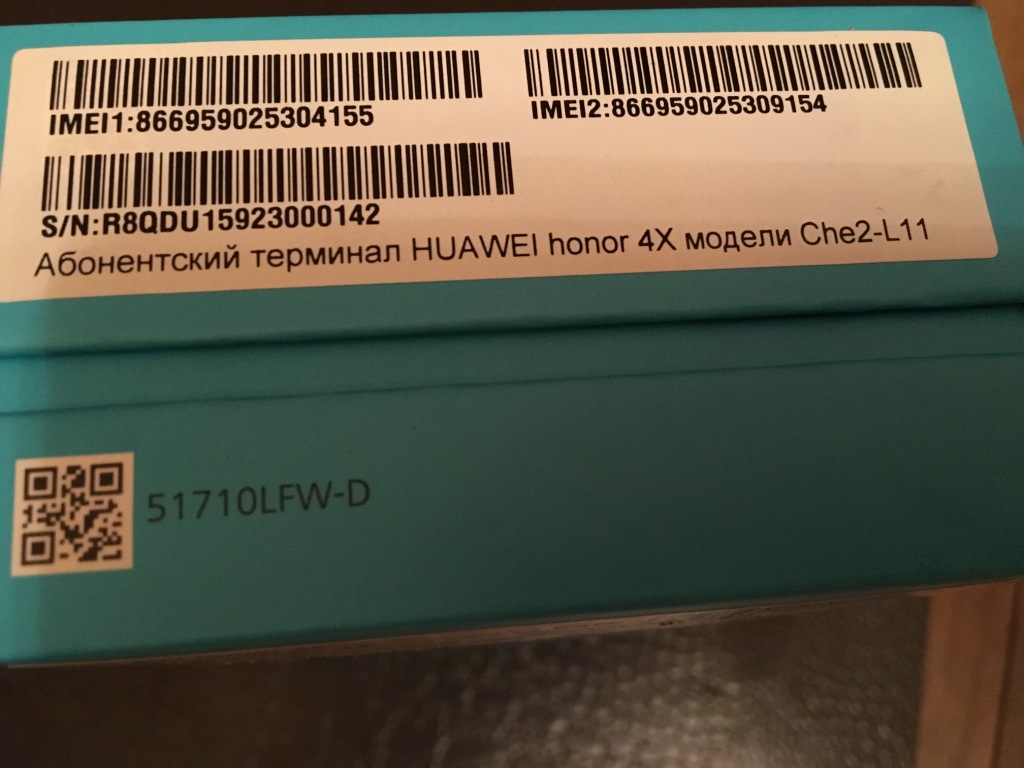 IMEI1:866959025304155
IMEI2:866959025309154
S/N:R8QDU15923000142
Абонентский терминал HUAWEI honor 4X модели Che2-L11
51710LFW-D